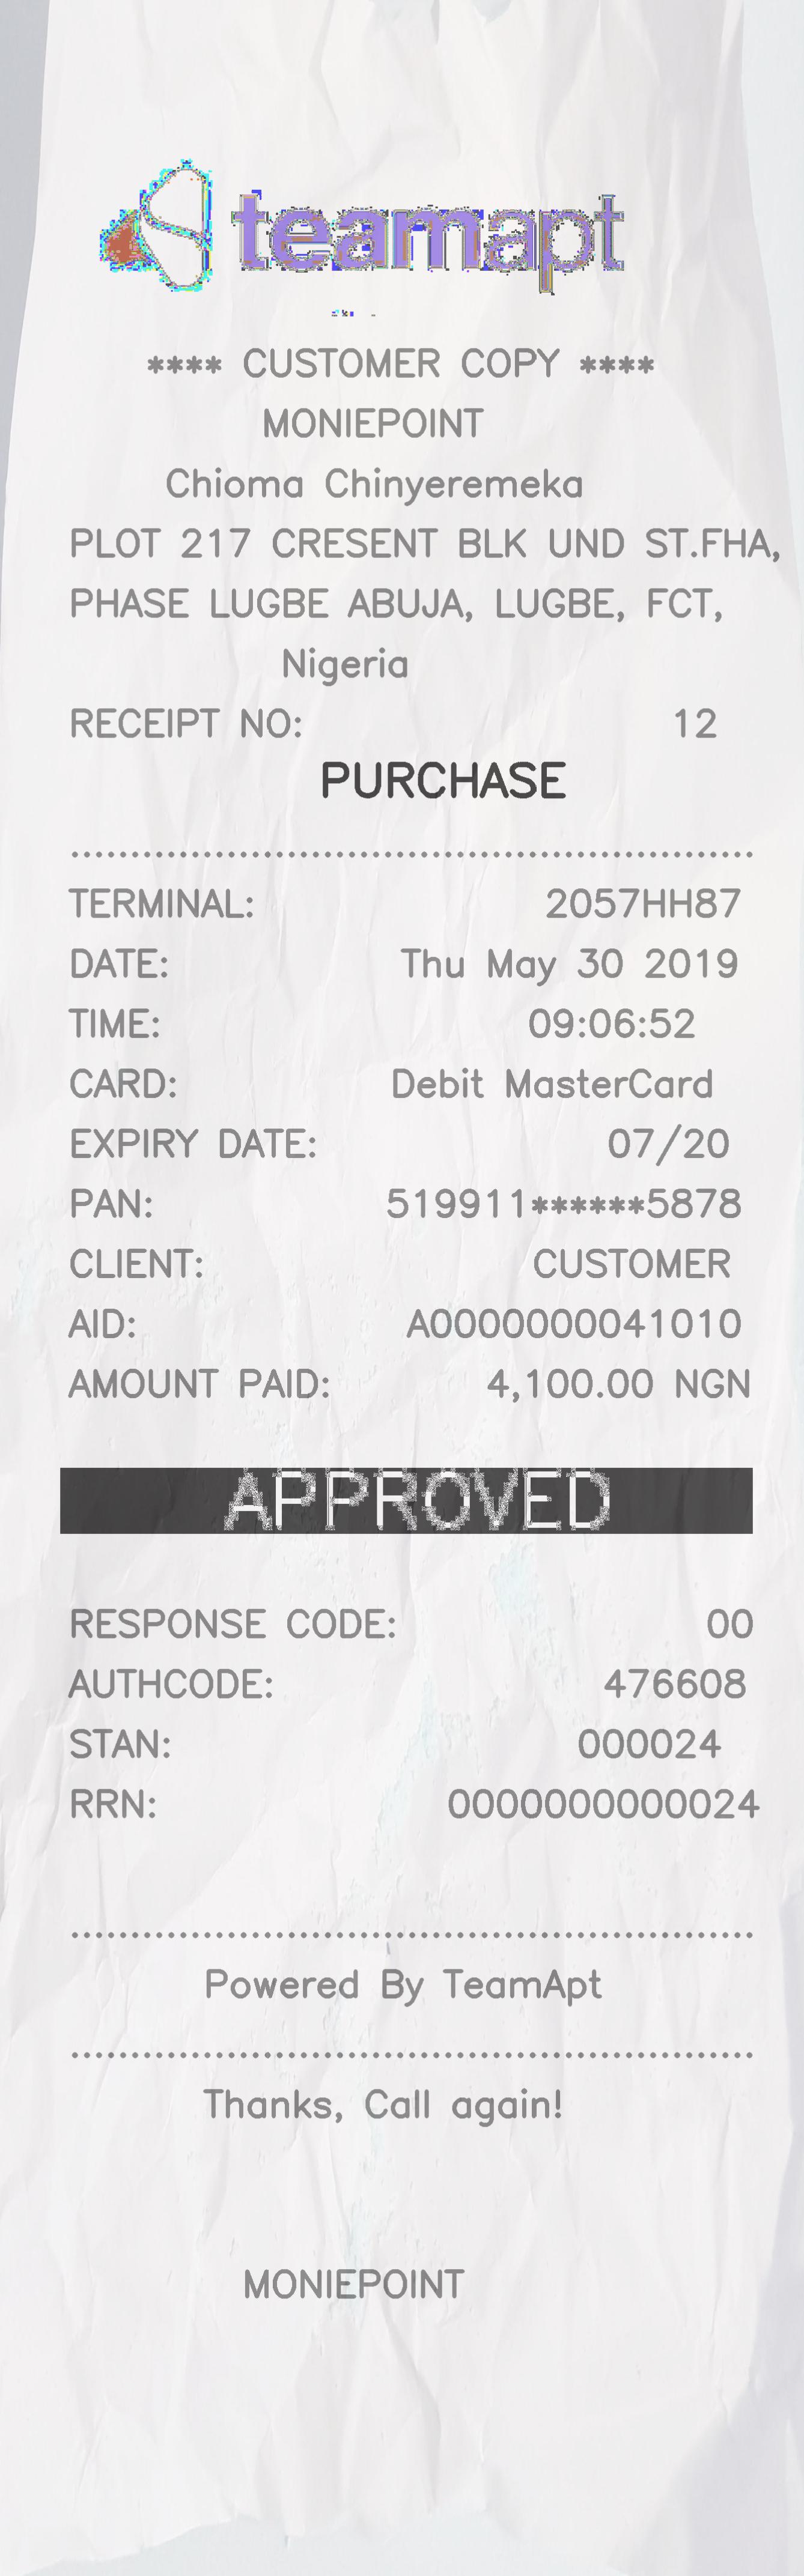 teamapt
**** CUSTOMER COPY ****
MONIEPOINT
Chioma Chinyeremeka
PLOT 217 CRESENT BLK UND ST.FHA,
PHASE LUGBE ABUJA, LUGBE, FCT,
Nigeria
RECEIPT NO: 12
PURCHASE
TERMINAL: 2057HH87
DATE: Thu May 30 2019
TIME: 09:06:52
CARD: Debit MasterCard
EXPIRY DATE: 07/20
PAN: 519911******5878
CLIENT: CUSTOMER
AID: A0000000041010
AMOUNT PAID: 4,100.00 NGN
APPROVED
RESPONSE CODE: 00
AUTHCODE: 476608
STAN: 000024
RRN: 0000000000024
Powered By TeamApt
Thanks, Call again!
MONIEPOINT